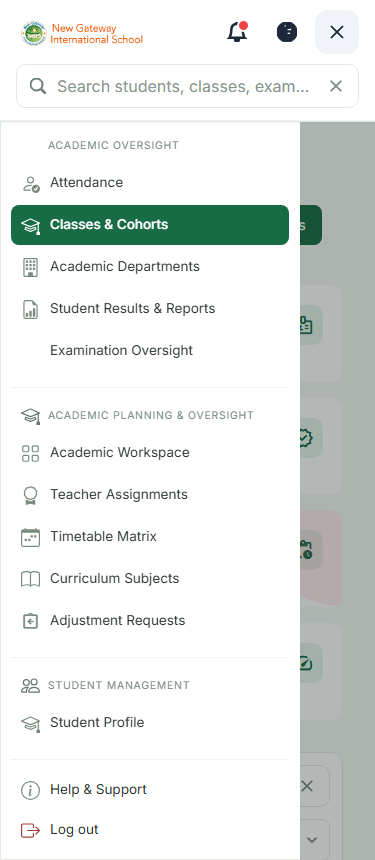 New Gateway
International School
Search students, classes, exam...
ACADEMIC OVERSIGHT
Attendance
Classes & Cohorts
Academic Departments
Student Results & Reports
Examination Oversight
ACADEMIC PLANNING & OVERSIGHT
Academic Workspace
Teacher Assignments
Timetable Matrix
Curriculum Subjects
Adjustment Requests
STUDENT MANAGEMENT
Student Profile
Help & Support
Log out